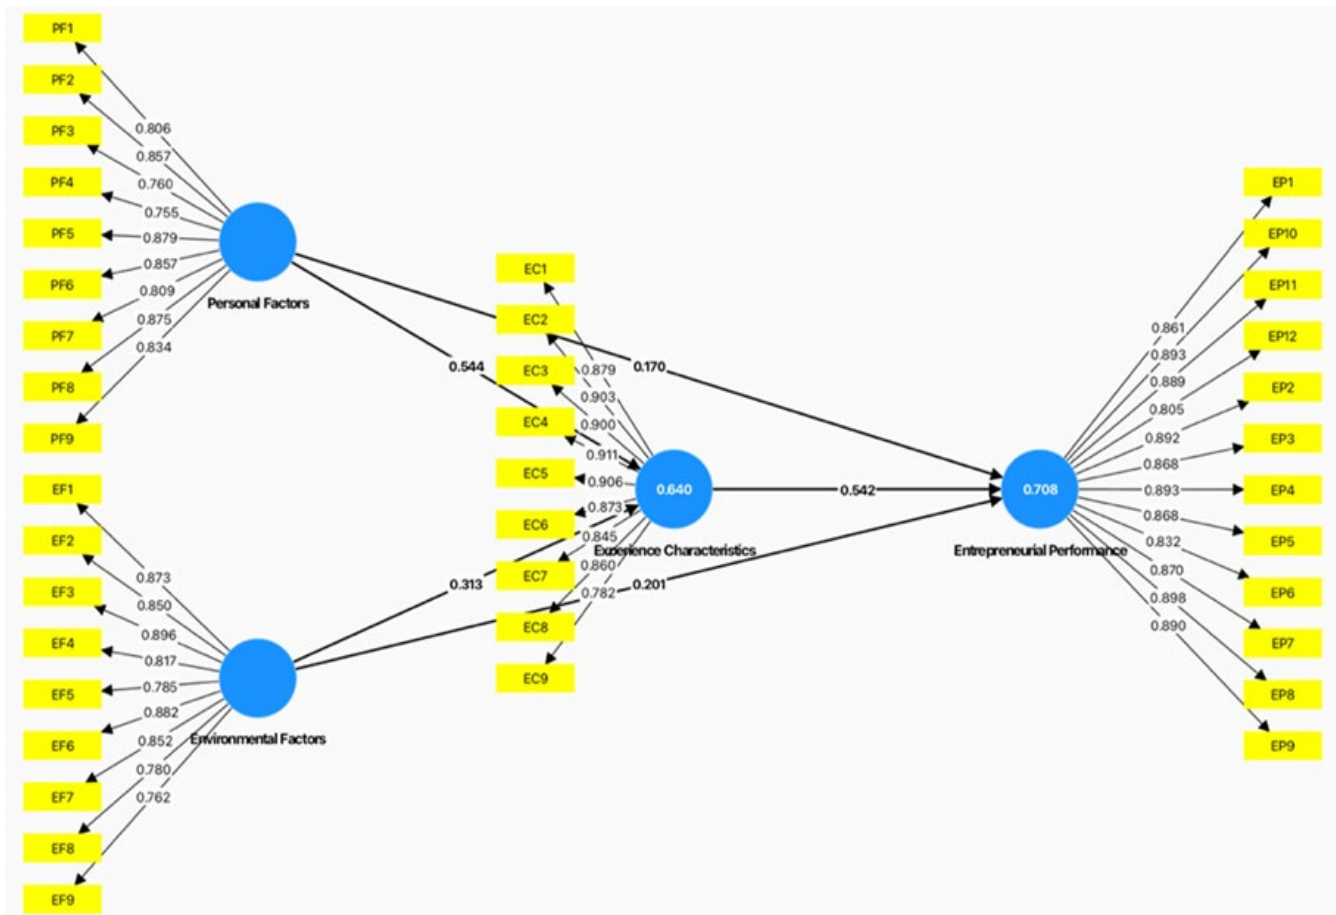 PF1
PF2
PF3
PF4
PF5
PF6
PF7
PF8
PF9
0.806
0.857
0.760
0.755
0.879
0.857
0.809
0.875
0.834
Personal Factors
EF1
EF2
EF3
EF4
EF5
EF6
EF7
EF8
EF9
0.873
0.850
0.896
0.817
0.785
0.882
0.852
0.780
0.762
Environmental Factors
0.544
0.170
0.313
0.201
EC1
EC2
EC3
EC4
EC5
EC6
EC7
EC8
EC9
0.879
0.903
0.900
0.911
0.906
0.873
0.845
0.860
0.782
0.640
Experience Characteristics
0.542
0.708
Entrepreneurial Performance
0.861
0.893
0.889
0.805
0.892
0.868
0.893
0.868
0.832
0.870
0.898
0.890
EP1
EP10
EP11
EP12
EP2
EP3
EP4
EP5
EP6
EP7
EP8
EP9